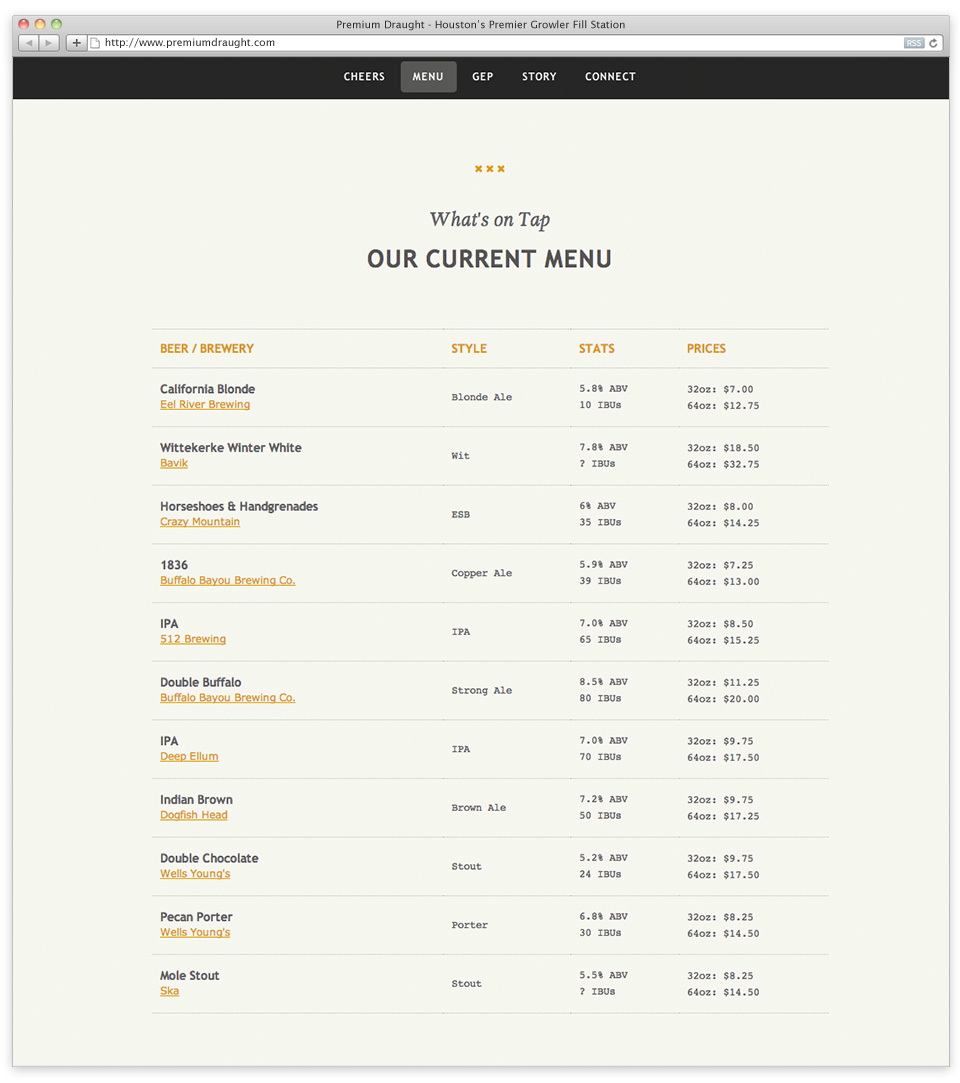 Premium Draught - Houston's Premier Growler Fill Station
http://www.premiumdraught.com RSS
CHEERS MENU GEP STORY CONNECT
What's on Tap
OUR CURRENT MENU
BEER / BREWERY STYLE STATS PRICES
California Blonde
Eel River Brewing
Blonde Ale
5.8% ABV
10 IBUs
32oz: $7.00
64oz: $12.75
Wittekerke Winter White
Bavik
Wit
7.8% ABV
? IBUs
32oz: $18.50
64oz: $32.75
Horseshoes & Handgrenades
Crazy Mountain
ESB
6% ABV
35 IBUs
32oz: $8.00
64oz: $14.25
1836
Buffalo Bayou Brewing Co.
Copper Ale
5.9% ABV
39 IBUs
32oz: $7.25
64oz: $13.00
IPA
512 Brewing
IPA
7.0% ABV
65 IBUs
32oz: $8.50
64oz: $15.25
Double Buffalo
Buffalo Bayou Brewing Co.
Strong Ale
8.5% ABV
80 IBUs
32oz: $11.25
64oz: $20.00
IPA
Deep Ellum
IPA
7.0% ABV
70 IBUs
32oz: $9.75
64oz: $17.50
Indian Brown
Dogfish Head
Brown Ale
7.2% ABV
50 IBUs
32oz: $9.75
64oz: $17.25
Double Chocolate
Wells Young's
Stout
5.2% ABV
24 IBUs
32oz: $9.75
64oz: $17.50
Pecan Porter
Wells Young's
Porter
6.8% ABV
30 IBUs
32oz: $8.25
64oz: $14.50
Mole Stout
Ska
Stout
5.5% ABV
? IBUs
32oz: $8.25
64oz: $14.50